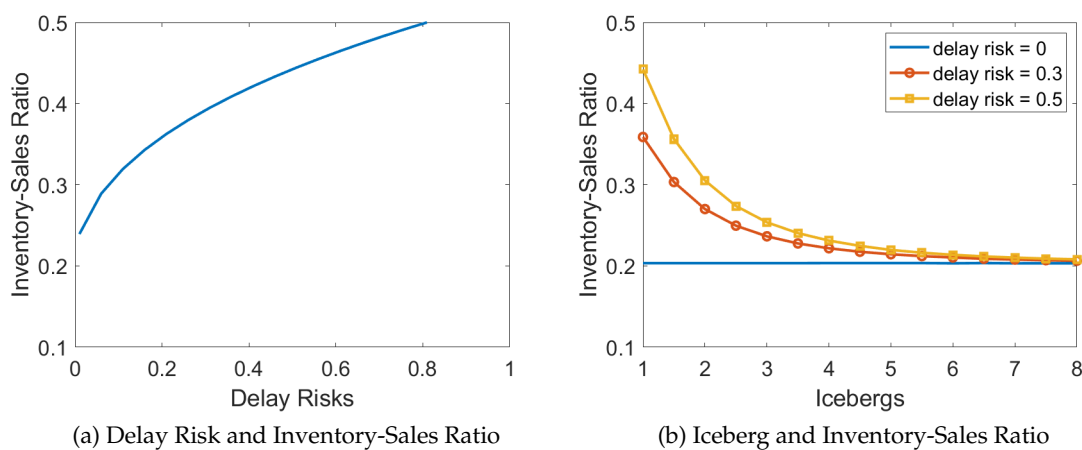 0.5
0.4
0.3
0.2
0.1
Inventory-Sales Ratio
0 0.2 0.4 0.6 0.8 1
Delay Risks
(a) Delay Risk and Inventory-Sales Ratio
0.5
0.4
0.3
0.2
0.1
Inventory-Sales Ratio
delay risk = 0
delay risk = 0.3
delay risk = 0.5
1 2 3 4 5 6 7 8
Icebergs
(b) Iceberg and Inventory-Sales Ratio